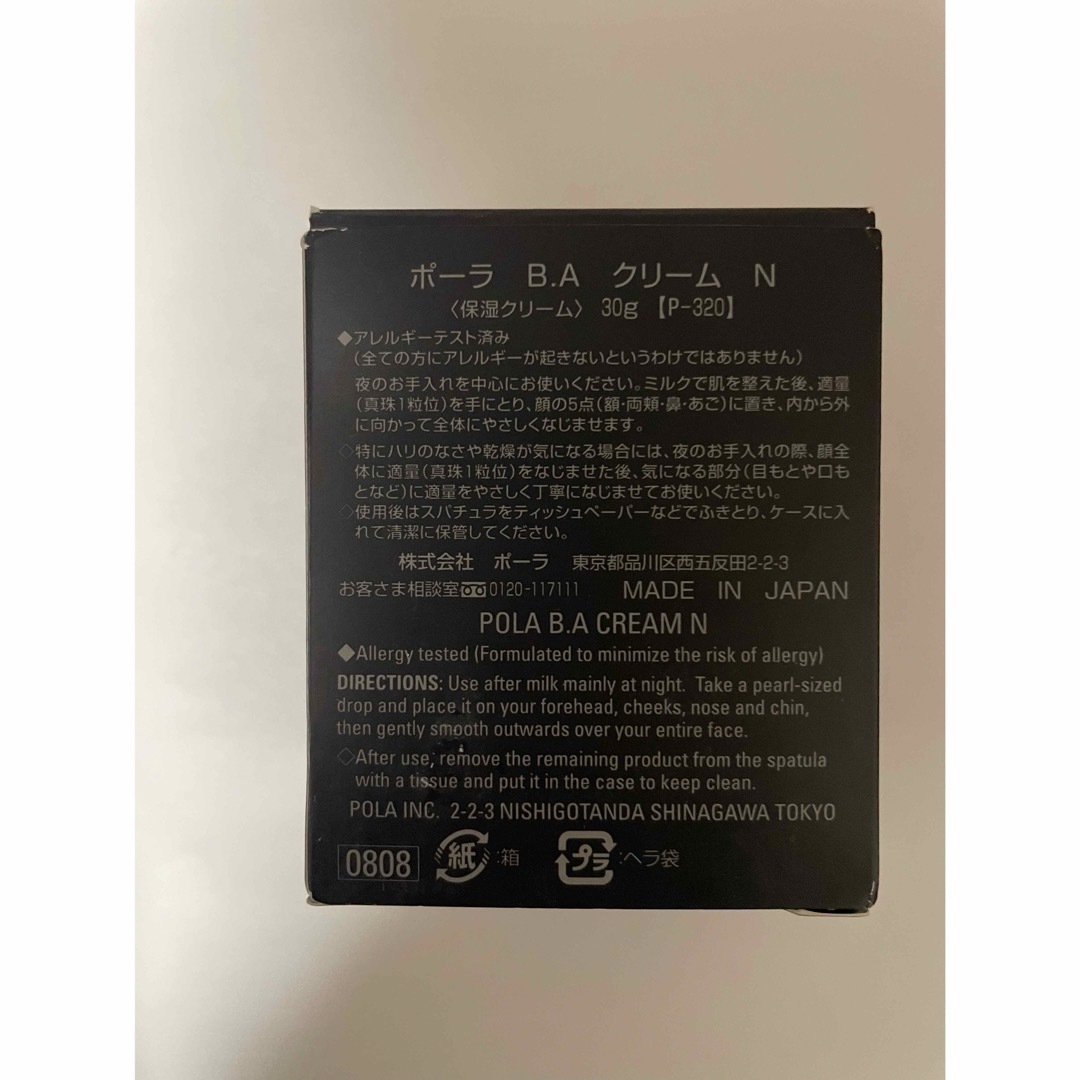 ポーラ B.A クリーム N
〈保湿クリーム〉 30g 【P-320】
◆アレルギーテスト済み
(全ての方にアレルギーが起きないというわけではありません)
夜のお手入れを中心にお使いください。ミルクで肌を整えた後、適量
(真珠1粒位)を手にとり、顔の5点(額・両頬・鼻・あご)に置き、内から外
に向かって全体にやさしくなじませます。
◇特にハリのなさや乾燥が気になる場合には、夜のお手入れの際、顔全
体に適量(真珠1粒位)をなじませた後、気になる部分(目もとや口も
となど)に適量をやさしく丁寧になじませてお使いください。
◇使用後はスパチュラをティッシュペーパーなどでふきとり、ケースに入
れて清潔に保管してください。
株式会社 ポーラ 東京都品川区西五反田2-2-3
お客さま相談室 0120-117111 MADE IN JAPAN
POLA B.A CREAM N
◆Allergy tested (Formulated to minimize the risk of allergy)
DIRECTIONS: Use after milk mainly at night. Take a pearl-sized
drop and place it on your forehead, cheeks, nose and chin,
then gently smooth outwards over your entire face.
◇After use, remove the remaining product from the spatula
with a tissue and put it in the case to keep clean.
POLA INC. 2-2-3 NISHIGOTANDA SHINAGAWA TOKYO
0808 紙:箱 プラ:ヘラ袋